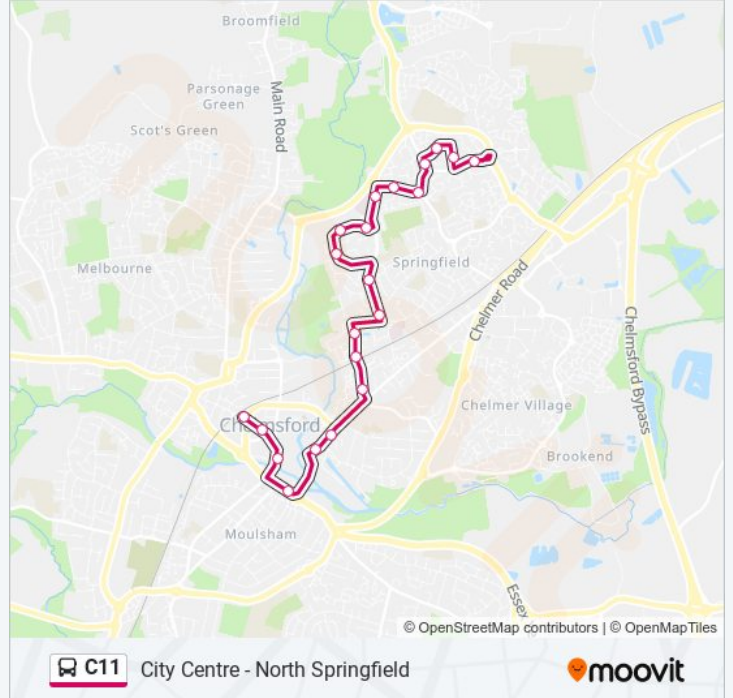 Broomfield
Parsonage
Green
Main Road
Scot's Green
Melbourne
Springfield
Chelmer Road
Chelmsford Bypass
Chelmer Village
Chelmsford
Brookend
Moulsham
Essex
© OpenStreetMap contributors | © OpenMapTiles
C11 City Centre - North Springfield
moovit